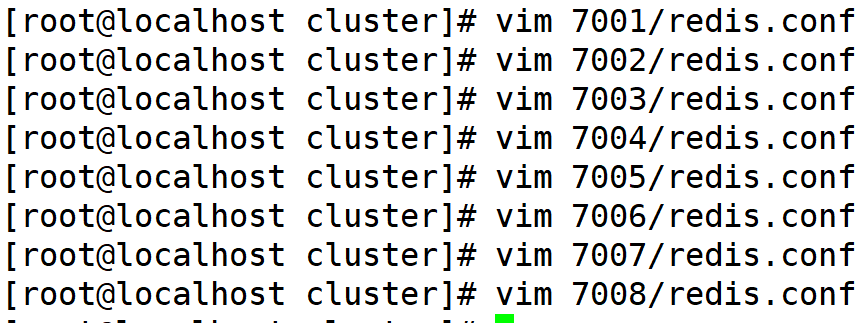 [root@localhost cluster]# vim 7001/redis.conf
[root@localhost cluster]# vim 7002/redis.conf
[root@localhost cluster]# vim 7003/redis.conf
[root@localhost cluster]# vim 7004/redis.conf
[root@localhost cluster]# vim 7005/redis.conf
[root@localhost cluster]# vim 7006/redis.conf
[root@localhost cluster]# vim 7007/redis.conf
[root@localhost cluster]# vim 7008/redis.conf